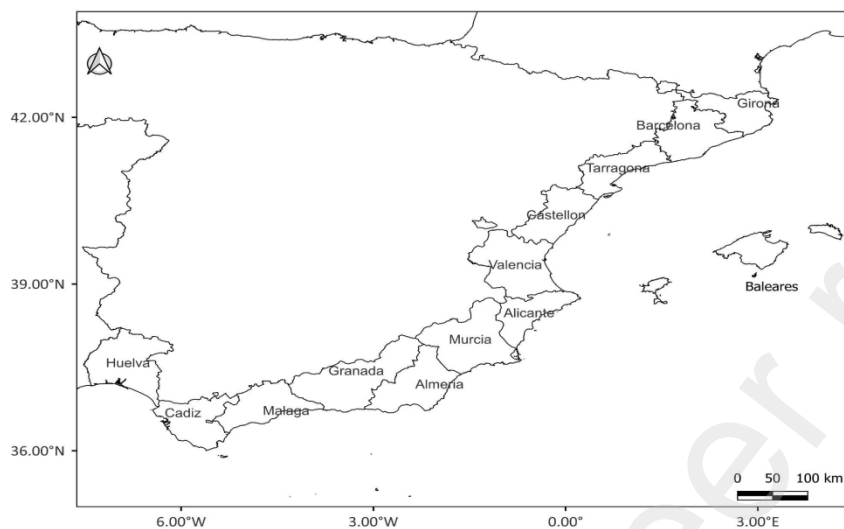 42.00°N
39.00°N
36.00°N
Girona
Barcelona
Tarragona
Castellon
Valencia
Baleares
Alicante
Murcia
Huelva
Granada
Almeria
Cadiz
Malaga
0 50 100 km
6.00°W
3.00°W
0.00°
3.00°E